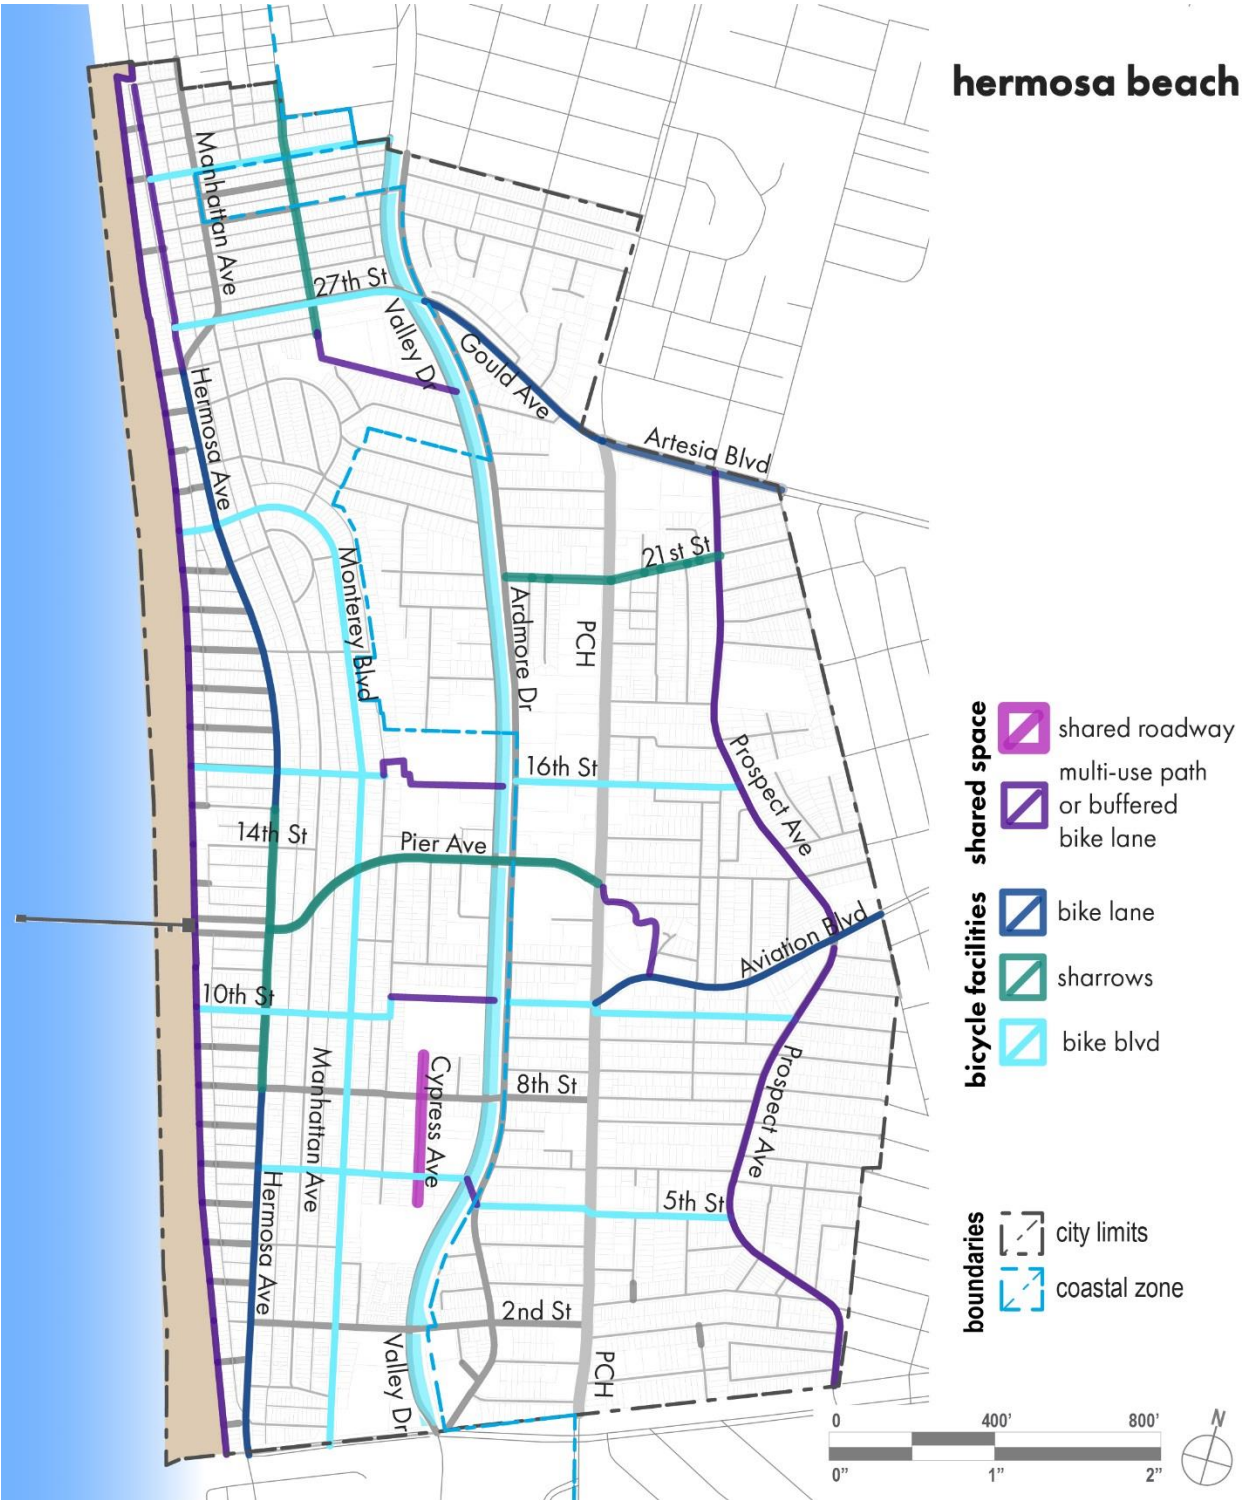 hermosa beach
Manhattan Ave
27th St
Valley Dr
Gould Ave
Hermosa Ave
Artesia Blvd
21st St
Monterey Blvd
Ardmore Dr
PCH
Prospect Ave
16th St
14th St
Pier Ave
Aviation Blvd
10th St
Manhattan Ave
Cypress Ave
8th St
Prospect Ave
Hermosa Ave
5th St
2nd St
Valley Dr
PCH
shared space
shared roadway
multi-use path
or buffered
bike lane
bicycle facilities
bike lane
sharrows
bike blvd
boundaries
city limits
coastal zone
0 400' 800'
0" 1" 2"
N